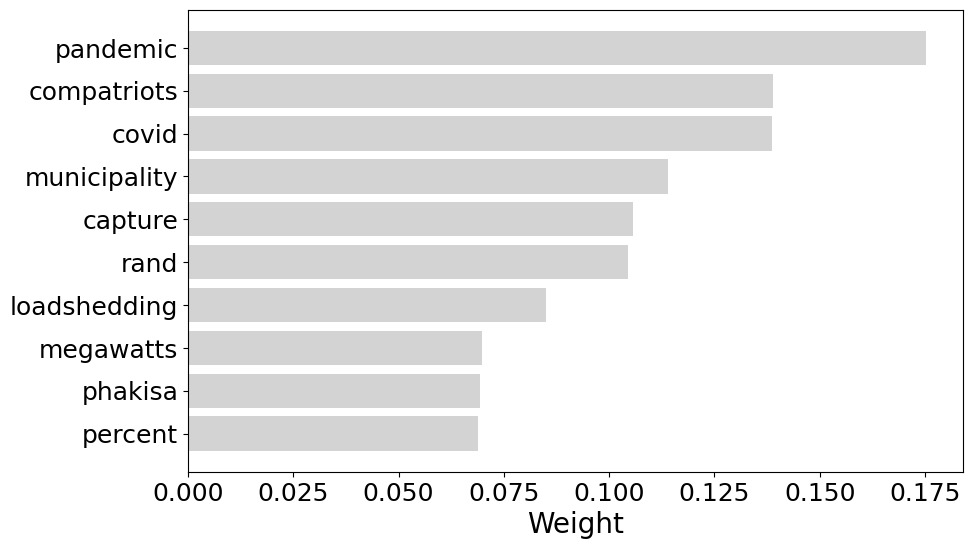 pandemic
compatriots
covid
municipality
capture
rand
loadshedding
megawatts
phakisa
percent
0.000 0.025 0.050 0.075 0.100 0.125 0.150 0.175
Weight